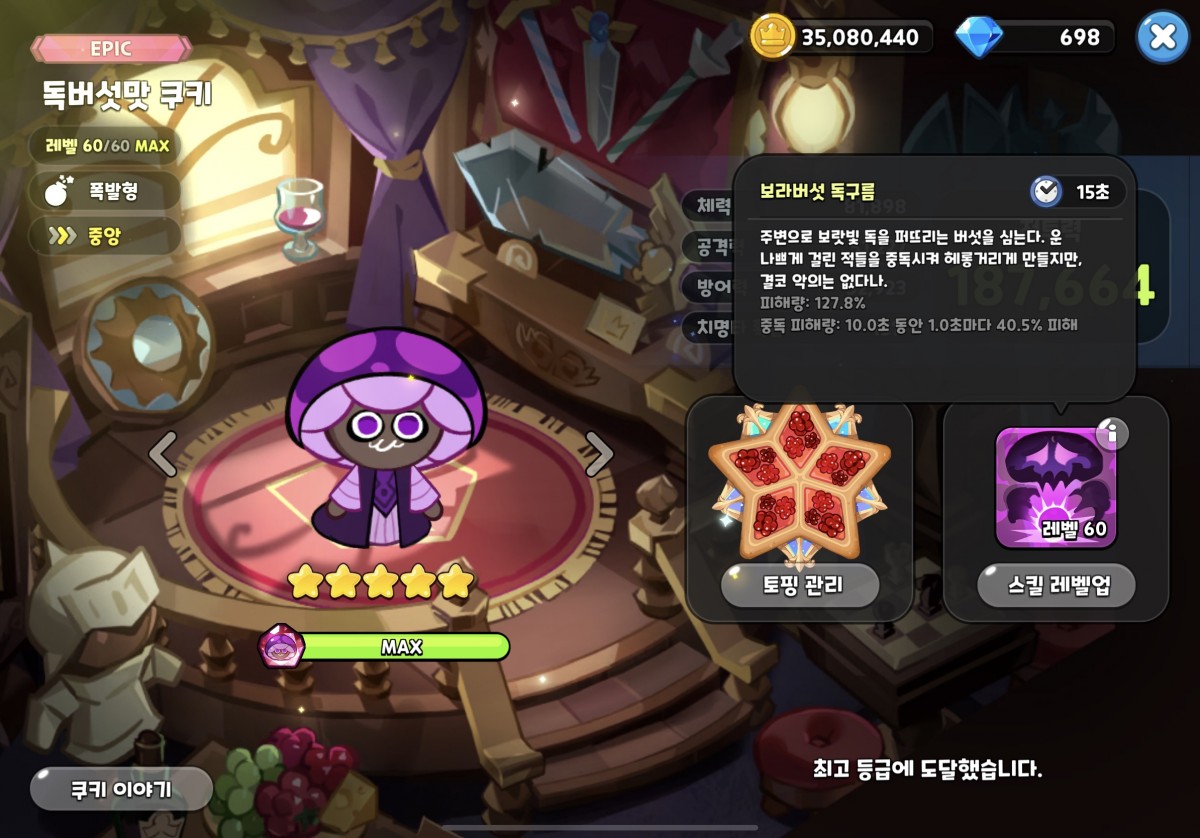 EPIC
독버섯맛 쿠키
레벨 60/60 MAX
폭발형
중앙
35,080,440
698
체력
공격
방어
치명
187,664
보라버섯 독구름
15초
주변으로 보랏빛 독을 퍼뜨리는 버섯을 심는다. 운
나쁘게 걸린 적들을 중독시켜 헤롱거리게 만들지만,
결코 악의는 없다나.
피해량: 127.8%
중독 피해량: 10.0초 동안 1.0초마다 40.5% 피해
레벨 60
토핑 관리
스킬 레벨업
MAX
최고 등급에 도달했습니다.
쿠키 이야기